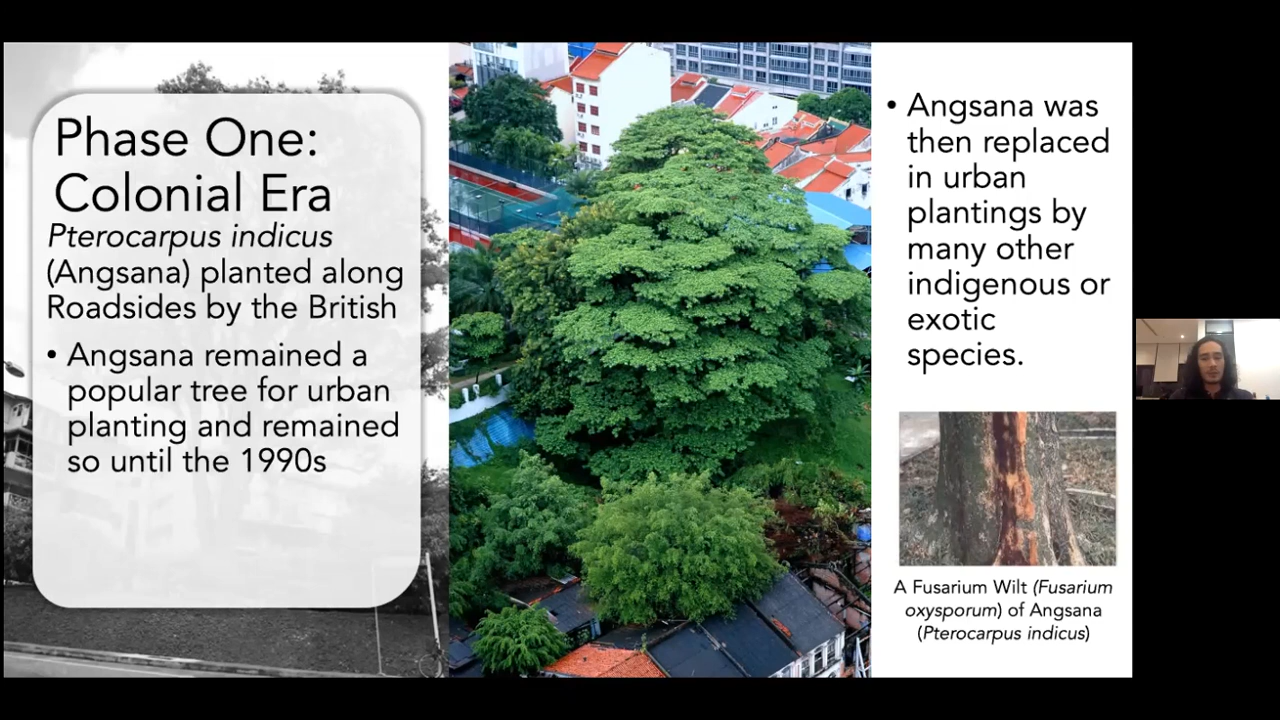 Phase One:
Colonial Era
Pterocarpus indicus
(Angsana) planted along
Roadsides by the British
• Angsana remained a
popular tree for urban
planting and remained
so until the 1990s
• Angsana was
then replaced
in urban
plantings by
many other
indigenous or
exotic
species.
A Fusarium Wilt (Fusarium
oxysporum) of Angsana
(Pterocarpus indicus)